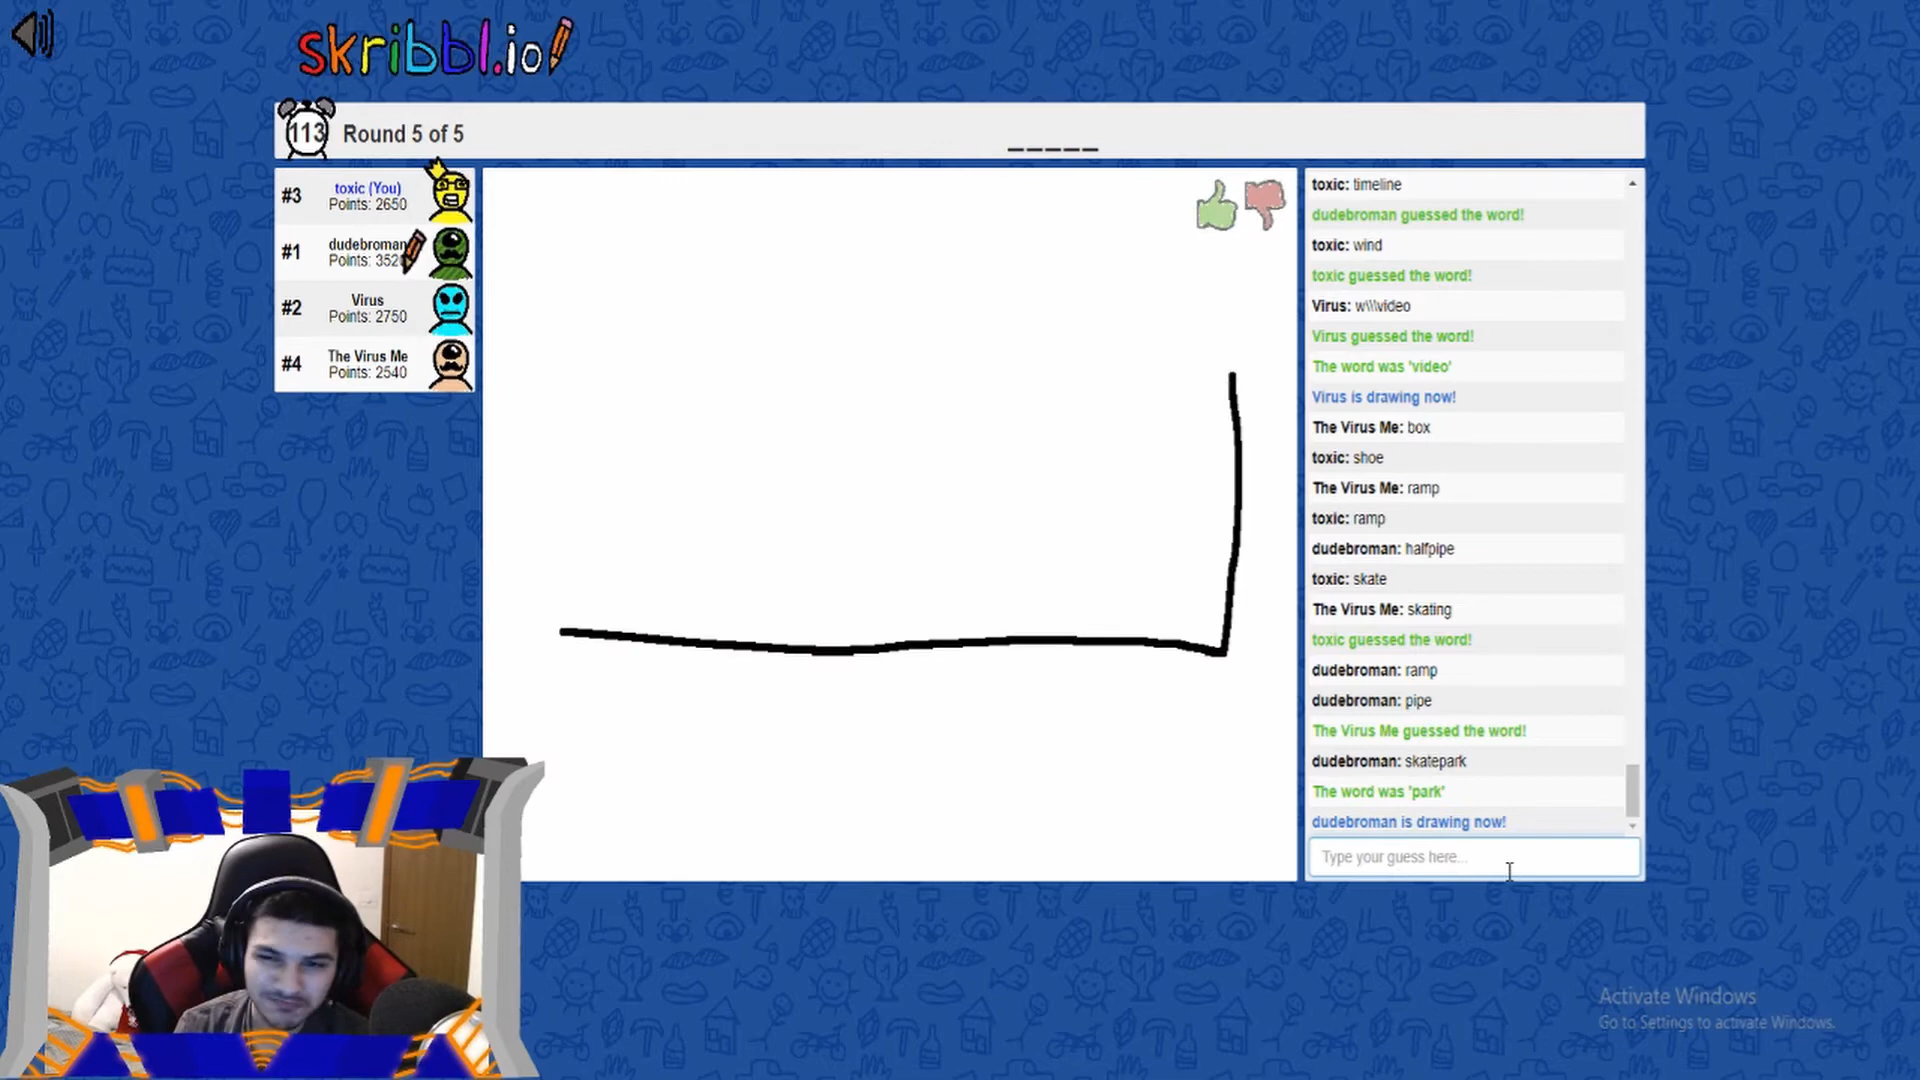 skribbl.io
113
Round 5 of 5
_____
#3
toxic (You)
Points: 2650
#1
dudebroman
Points: 352
#2
Virus
Points: 2750
#4
The Virus Me
Points: 2540
toxic: timeline
dudebroman guessed the word!
toxic: wind
toxic guessed the word!
Virus: w\\\video
Virus guessed the word!
The word was 'video'
Virus is drawing now!
The Virus Me: box
toxic: shoe
The Virus Me: ramp
toxic: ramp
dudebroman: halfpipe
toxic: skate
The Virus Me: skating
toxic guessed the word!
dudebroman: ramp
dudebroman: pipe
The Virus Me guessed the word!
dudebroman: skatepark
The word was 'park'
dudebroman is drawing now!
Type your guess here...
Activate Windows
Go to Settings to activate Windows.